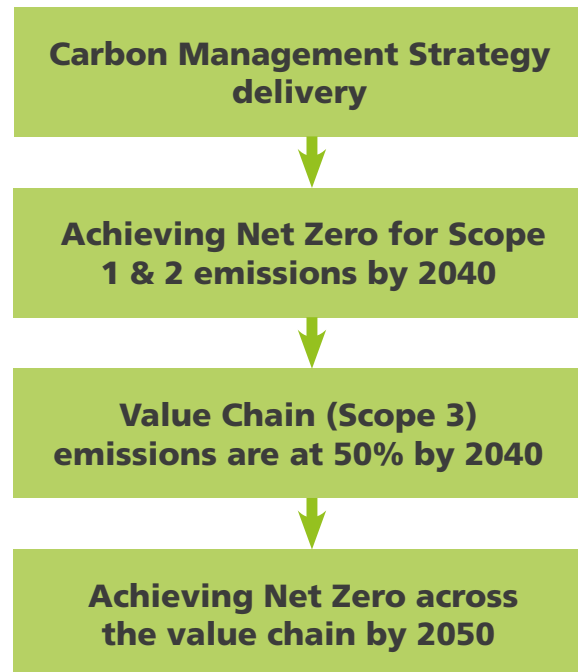 Carbon Management Strategy
delivery
Achieving Net Zero for Scope
1 & 2 emissions by 2040
Value Chain (Scope 3)
emissions are at 50% by 2040
Achieving Net Zero across
the value chain by 2050